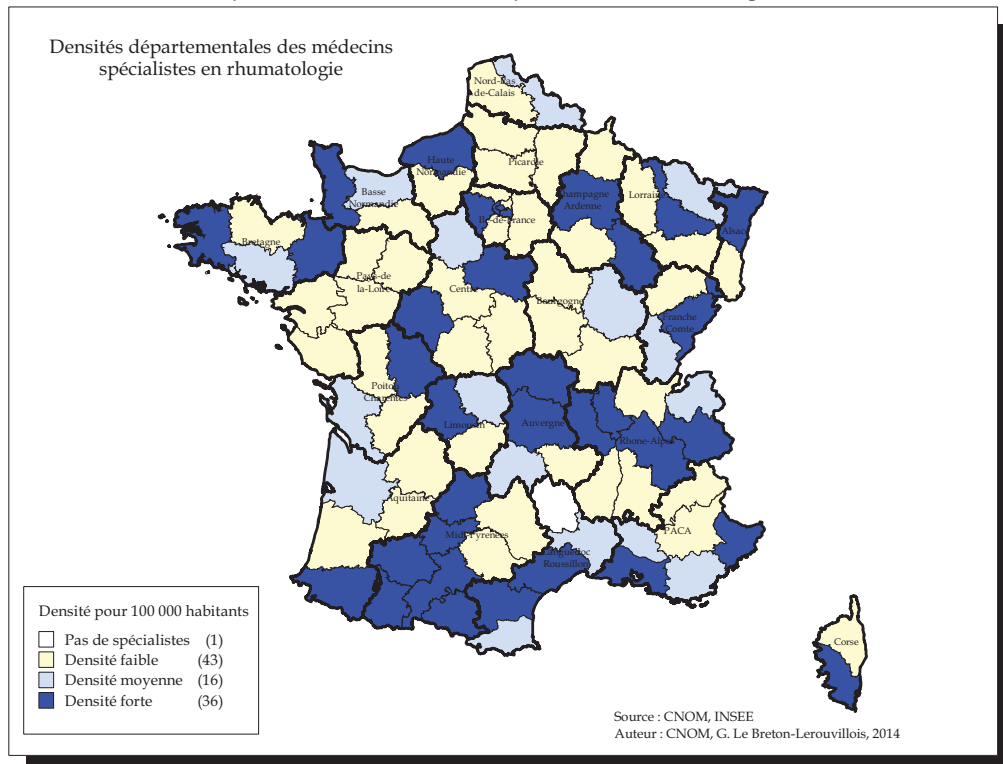 Densités départementales des médecins
spécialistes en rhumatologie
Nord-Pas
de-Calais
Haute
Normandie
Picardie
Basse
Normandie
Ile-de-France
Champagne
Ardenne
Lorraine
Alsace
Bretagne
Pays-de
la-Loire
Centre
Bourgogne
Franche
Comte
Poitou
Charentes
Limousin
Auvergne
Rhone-Alpes
Aquitaine
Midi-Pyrenees
Languedoc
Roussillon
PACA
Corse
Densité pour 100 000 habitants
Pas de spécialistes (1)
Densité faible (43)
Densité moyenne (16)
Densité forte (36)
Source : CNOM, INSEE
Auteur : CNOM, G. Le Breton-Lerouvillois, 2014